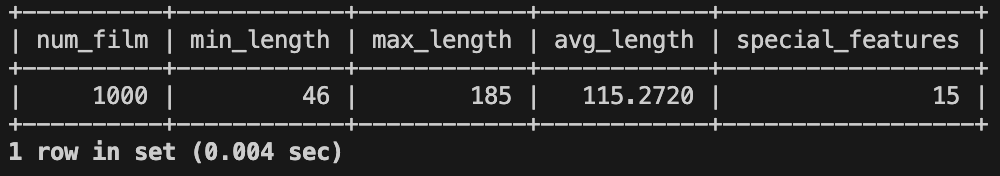 +----------+------------+------------+------------+------------------+
| num_film | min_length | max_length | avg_length | special_features |
+----------+------------+------------+------------+------------------+
|     1000 |         46 |        185 |   115.2720 |               15 |
+----------+------------+------------+------------+------------------+
1 row in set (0.004 sec)